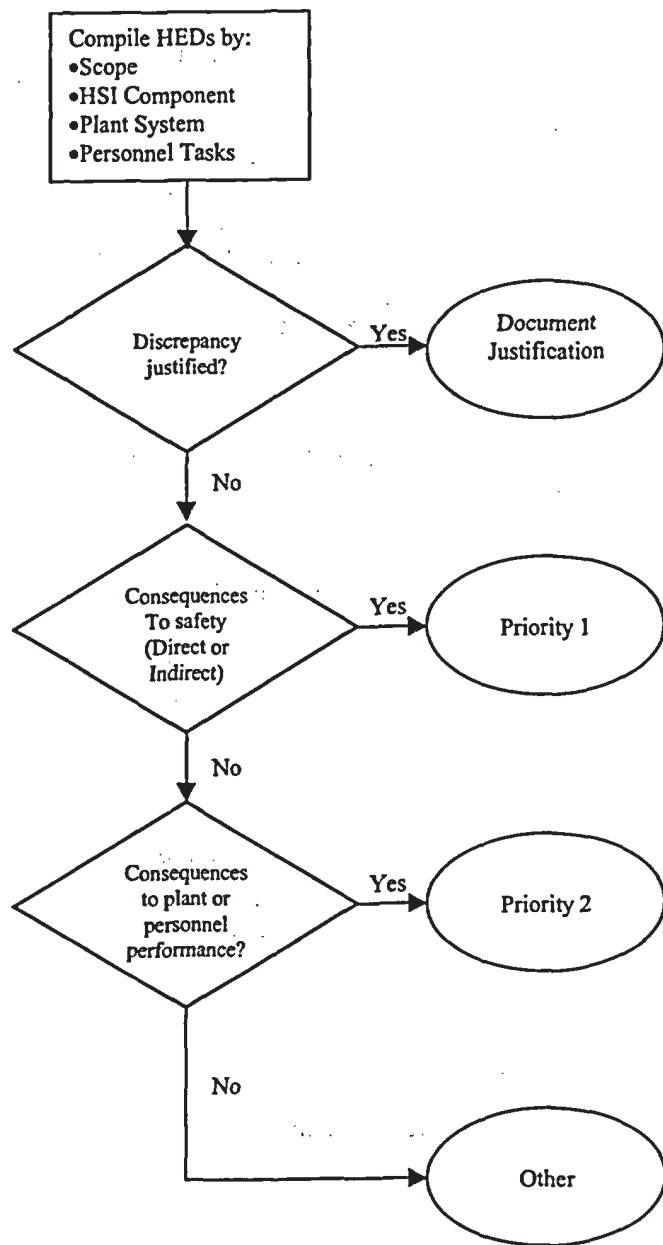 Compile HEDs by:
•Scope
•HSI Component
•Plant System
•Personnel Tasks
Discrepancy
justified?
Yes
Document
Justification
No
Consequences
To safety
(Direct or
Indirect)
Yes
Priority 1
No
Consequences
to plant or
personnel
performance?
Yes
Priority 2
No
Other